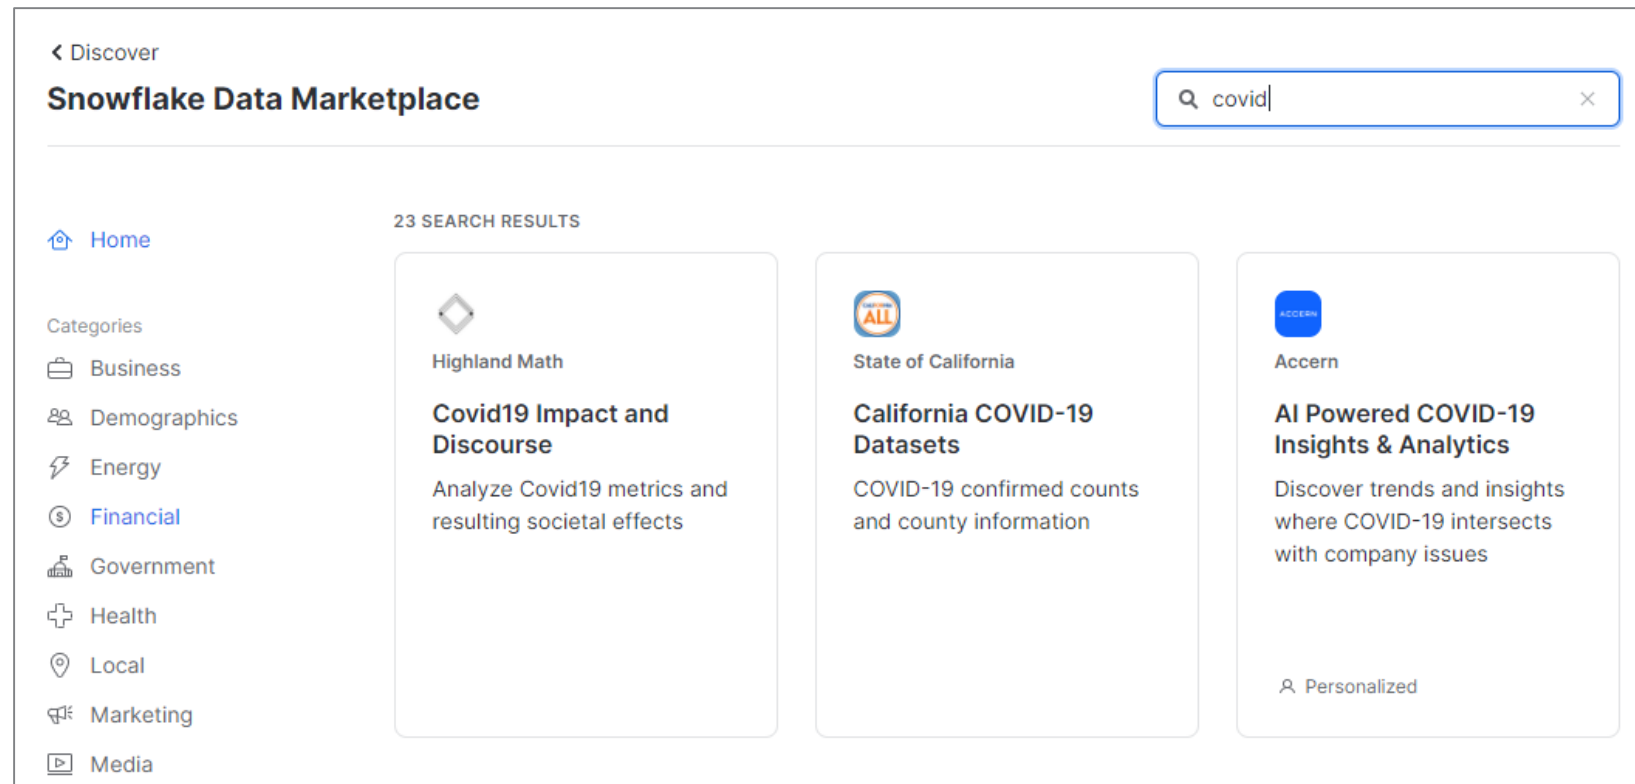 Discover
Snowflake Data Marketplace
covid
Home
Categories
Business
Demographics
Energy
Financial
Government
Health
Local
Marketing
Media
23 SEARCH RESULTS
Highland Math
Covid19 Impact and
Discourse
Analyze Covid19 metrics and
resulting societal effects
CALIFORNIA
ALL
State of California
California COVID-19
Datasets
COVID-19 confirmed counts
and county information
ACCERN
Accern
AI Powered COVID-19
Insights & Analytics
Discover trends and insights
where COVID-19 intersects
with company issues
Personalized